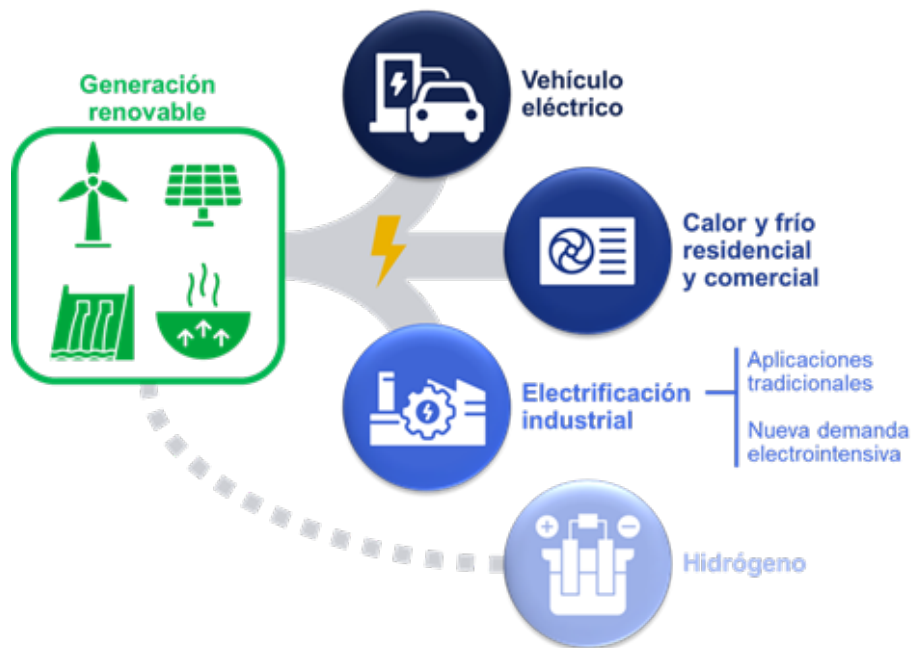 Generación
renovable
Vehículo
eléctrico
Calor y frío
residencial
y comercial
Electrificación
industrial
Aplicaciones
tradicionales
Nueva demanda
electrointensiva
Hidrógeno